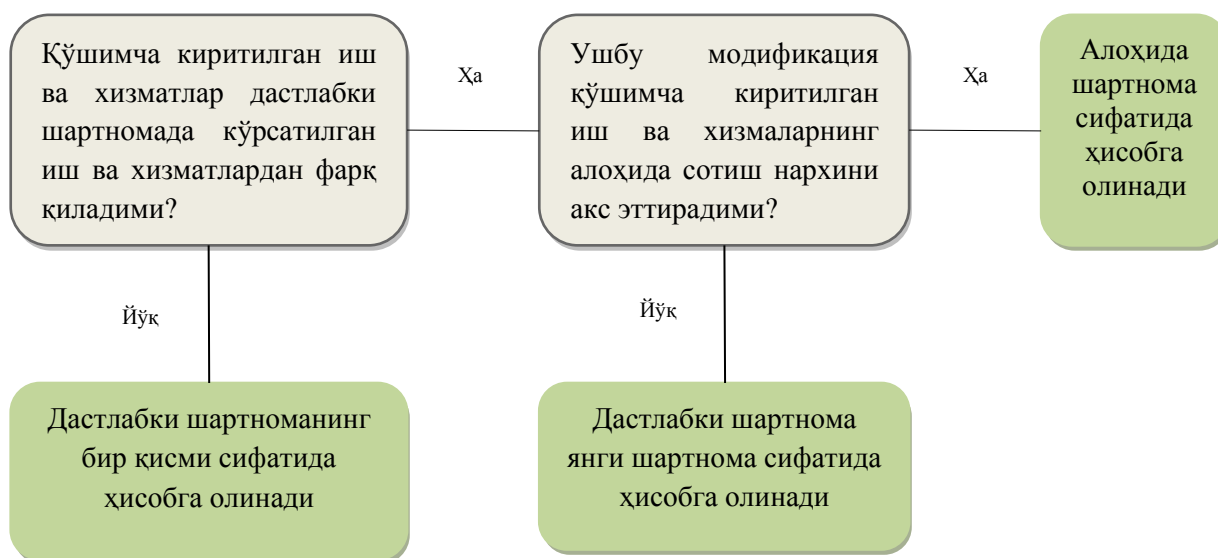 Қўшимча киритилган иш
ва хизматлар дастлабки
шартномада кўрсатилган
иш ва хизматлардан фарқ
қиладими?
Ҳа
Ушбу модификация
қўшимча киритилган
иш ва хизмаларнинг
алоҳида сотиш нархини
акс эттирадими?
Ҳа
Алоҳида
шартнома
сифатида
ҳисобга
олинади
Йўқ
Йўқ
Дастлабки шартноманинг
бир қисми сифатида
ҳисобга олинади
Дастлабки шартнома
янги шартнома сифатида
ҳисобга олинади